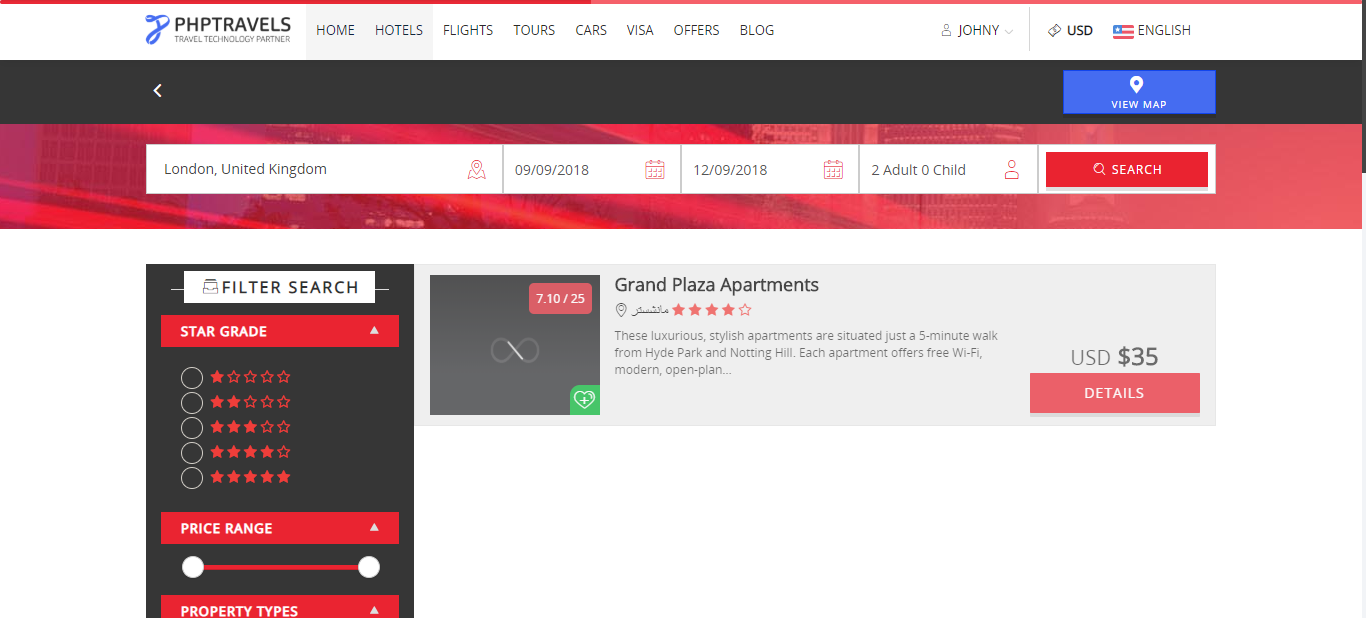 PHPTRAVELS
TRAVEL TECHNOLOGY PARTNER
HOME HOTELS FLIGHTS TOURS CARS VISA OFFERS BLOG
JOHNY USD ENGLISH
VIEW MAP
London, United Kingdom 09/09/2018 12/09/2018 2 Adult 0 Child SEARCH
FILTER SEARCH
STAR GRADE
PRICE RANGE
PROPERTY TYPES
7.10 / 25
Grand Plaza Apartments
مانشستر
These luxurious, stylish apartments are situated just a 5-minute walk
from Hyde Park and Notting Hill. Each apartment offers free Wi-Fi,
modern, open-plan...
USD $35
DETAILS